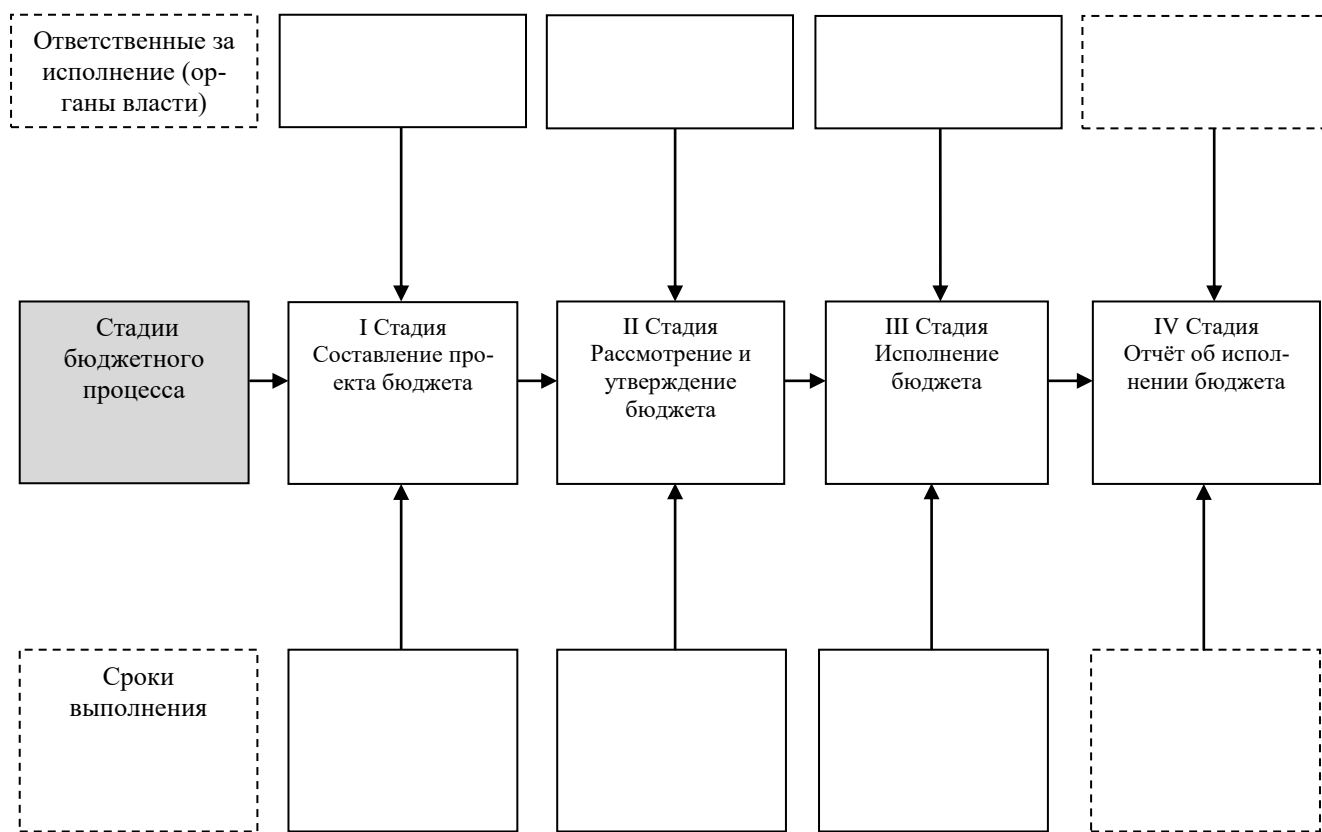 Ответственные за
исполнение (ор-
ганы власти)
Стадии
бюджетного
процесса
I Стадия
Составление про-
екта бюджета
II Стадия
Рассмотрение и
утверждение
бюджета
III Стадия
Исполнение
бюджета
IV Стадия
Отчёт об испол-
нении бюджета
Сроки
выполнения